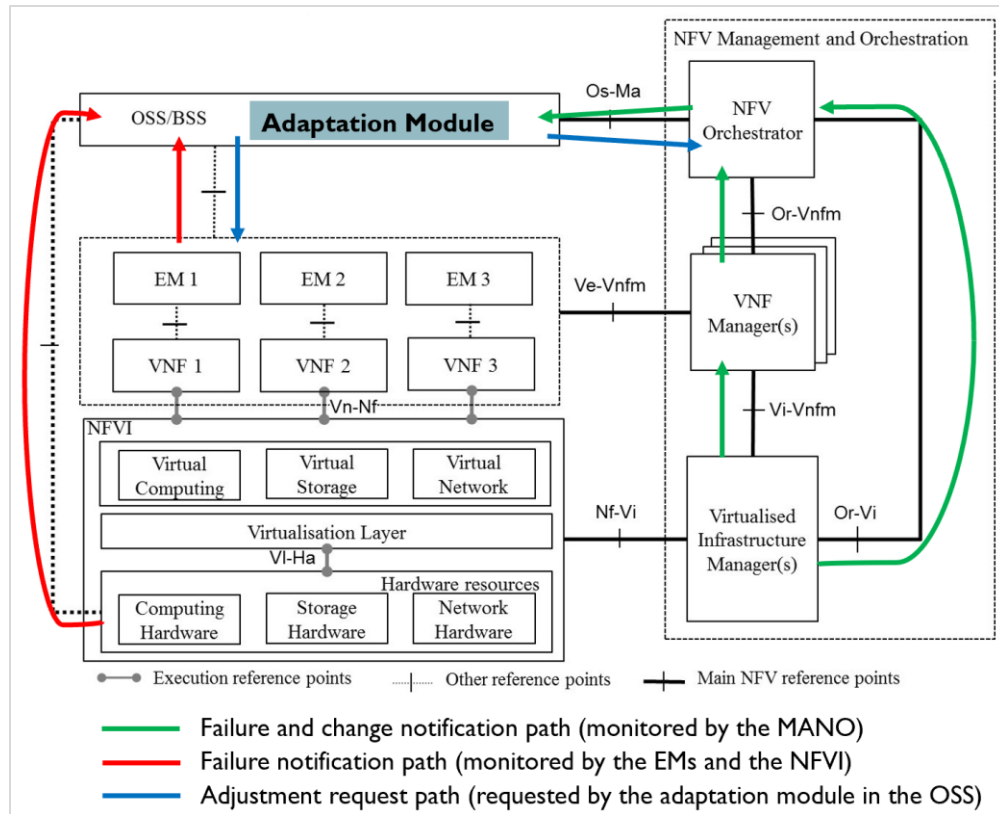 NFV Management and Orchestration
Os-Ma
OSS/BSS
Adaptation Module
NFV
Orchestrator
Or-Vnfm
EM 1
EM 2
EM 3
Ve-Vnfm
VNF
Manager(s)
VNF 1
VNF 2
VNF 3
Vn-Nf
Vi-Vnfm
NFVI
Virtual
Computing
Virtual
Storage
Virtual
Network
Nf-Vi
Virtualised
Infrastructure
Manager(s)
Or-Vi
Virtualisation Layer
Vl-Ha
Hardware resources
Computing
Hardware
Storage
Hardware
Network
Hardware
Execution reference points
Other reference points
Main NFV reference points
Failure and change notification path (monitored by the MANO)
Failure notification path (monitored by the EMs and the NFVI)
Adjustment request path (requested by the adaptation module in the OSS)